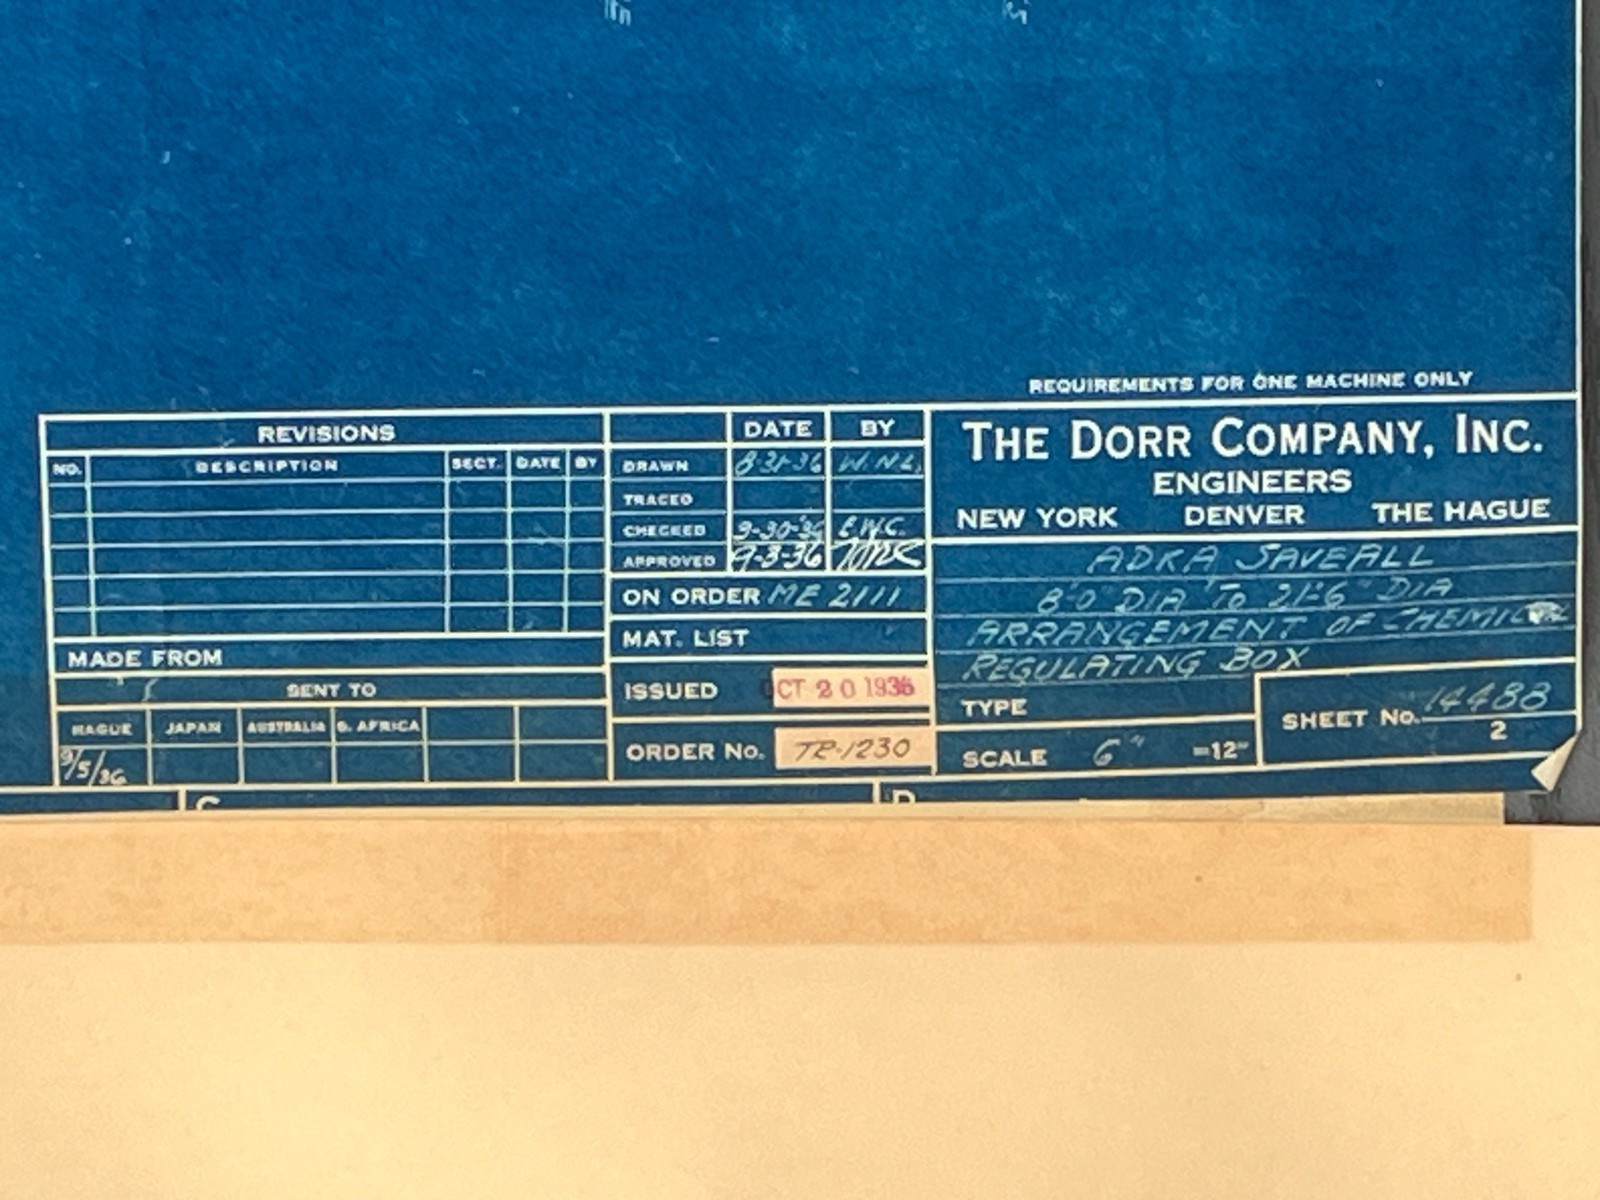 REQUIREMENTS FOR ONE MACHINE ONLY
REVISIONS
NO. DESCRIPTION SECT. DATE BY
MADE FROM
SENT TO
HAGUE JAPAN AUSTRALIA S. AFRICA
9/5/36
DATE BY
DRAWN 8-31-36 W.N.L.
TRACED
CHECKED 9-30-36 E.W.C.
APPROVED 9-3-36
ON ORDER ME 2111
MAT. LIST
ISSUED OCT 20 1936
ORDER No. TR-1230
THE DORR COMPANY, INC.
ENGINEERS
NEW YORK DENVER THE HAGUE
ADKA SAVEALL
8'-0" DIA TO 21'-6" DIA
ARRANGEMENT OF CHEMICAL
REGULATING BOX
TYPE
SCALE 6" =12"
SHEET No. 14488
2
C D